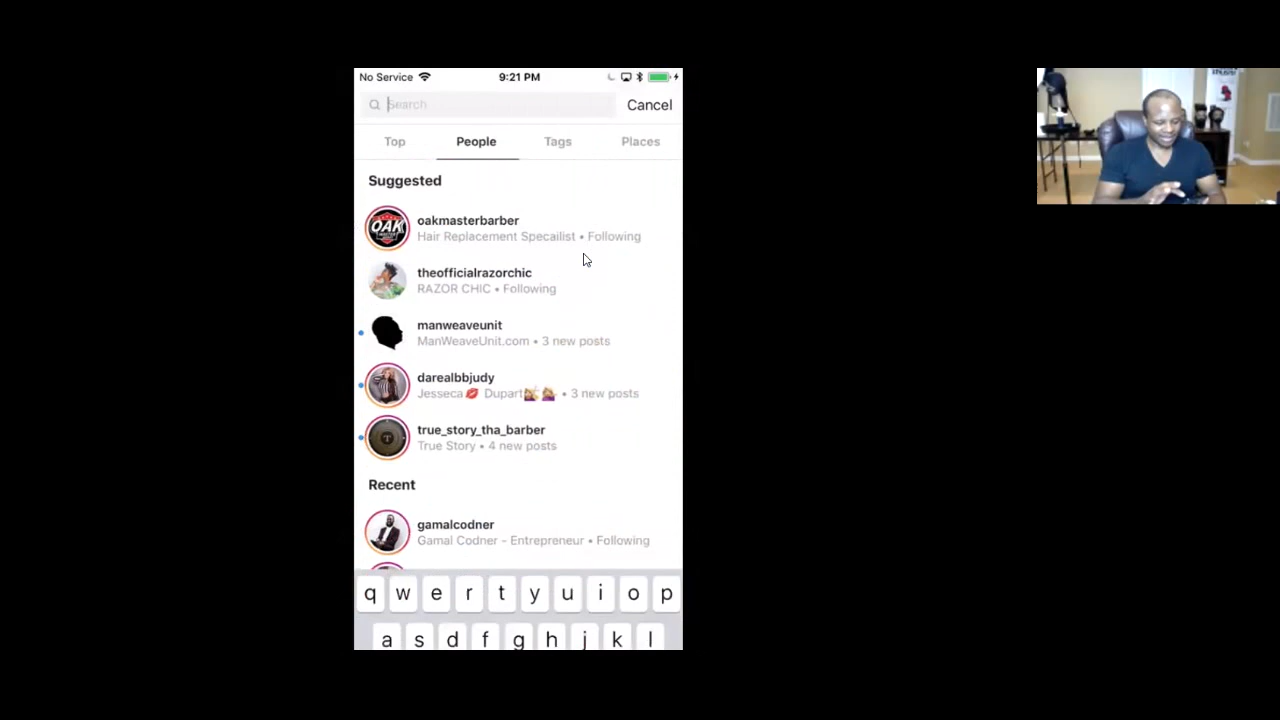 No Service
9:21 PM
Search
Cancel
Top
People
Tags
Places
Suggested
OAK
oakmasterbarber
Hair Replacement Specailist • Following
theofficialrazorchic
RAZOR CHIC • Following
manweaveunit
ManWeaveUnit.com • 3 new posts
darealbbjudy
Jesseca💋 Dupart • 3 new posts
true_story_tha_barber
True Story • 4 new posts
Recent
gamalcodner
Gamal Codner - Entrepreneur • Following
q w e r t y u i o p
a s d f g h j k l